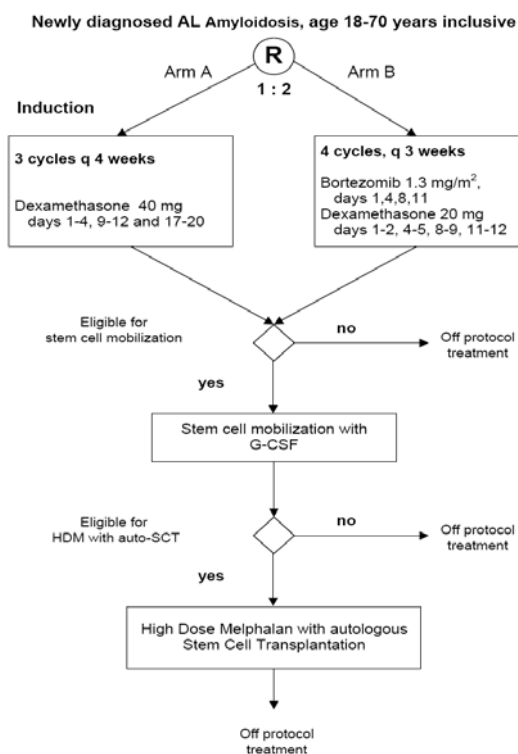 Newly diagnosed AL Amyloidosis, age 18-70 years inclusive
R
Arm A
Arm B
1 : 2
Induction
3 cycles q 4 weeks
Dexamethasone 40 mg
days 1-4, 9-12 and 17-20
4 cycles, q 3 weeks
Bortezomib 1.3 mg/m²,
days 1,4,8,11
Dexamethasone 20 mg
days 1-2, 4-5, 8-9, 11-12
Eligible for
stem cell mobilization
no
Off protocol
treatment
yes
Stem cell mobilization with
G-CSF
Eligible for
HDM with auto-SCT
no
Off protocol
treatment
yes
High Dose Melphalan with autologous
Stem Cell Transplantation
Off protocol
treatment